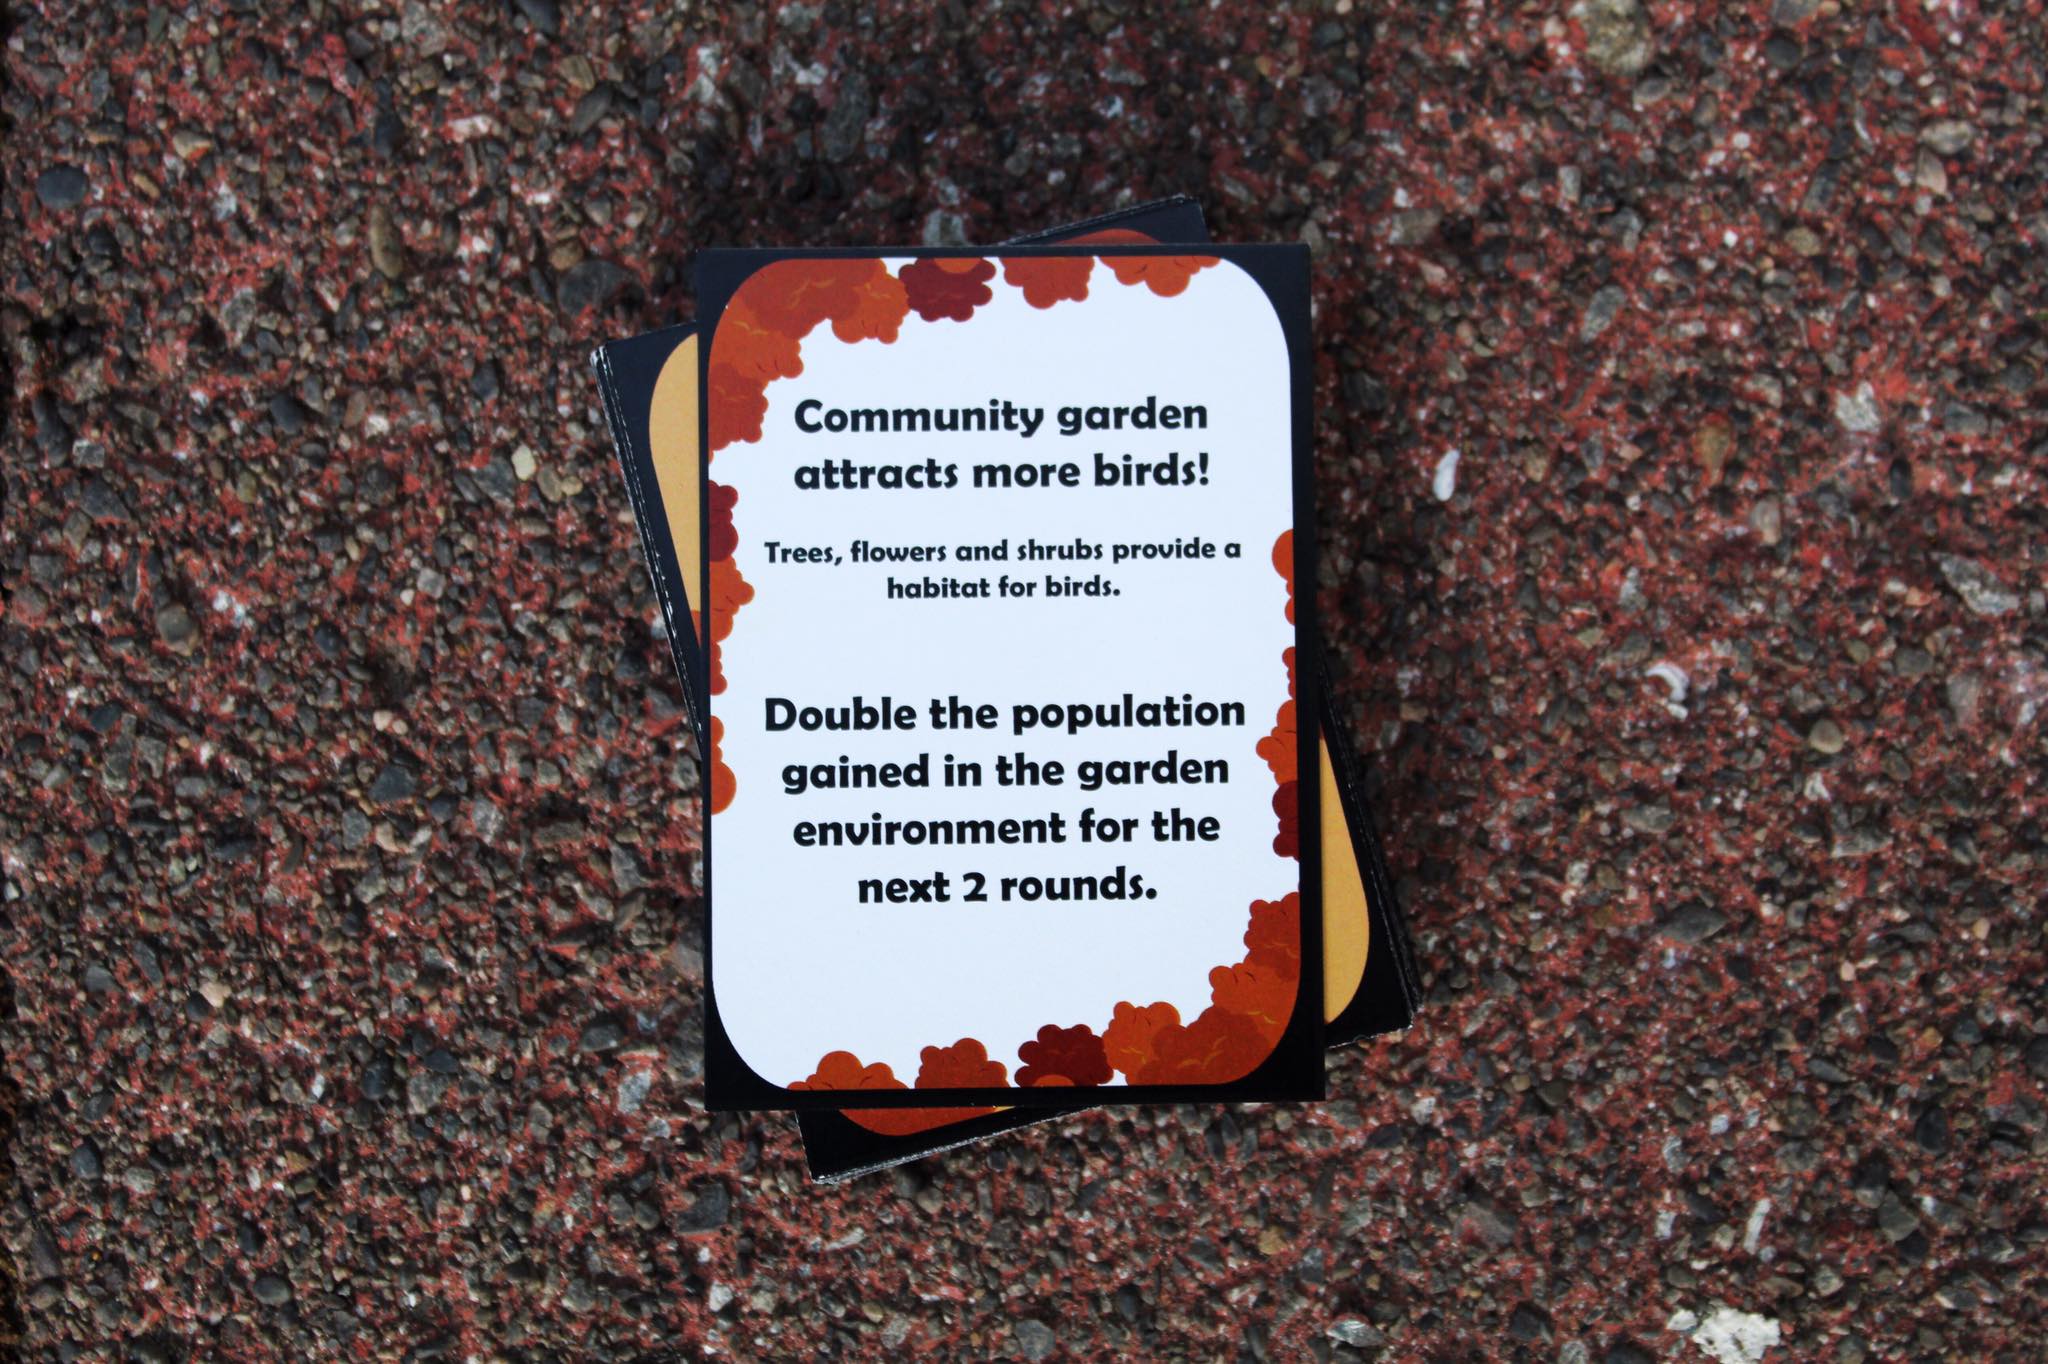 Community garden
attracts more birds!
Trees, flowers and shrubs provide a
habitat for birds.
Double the population
gained in the garden
environment for the
next 2 rounds.